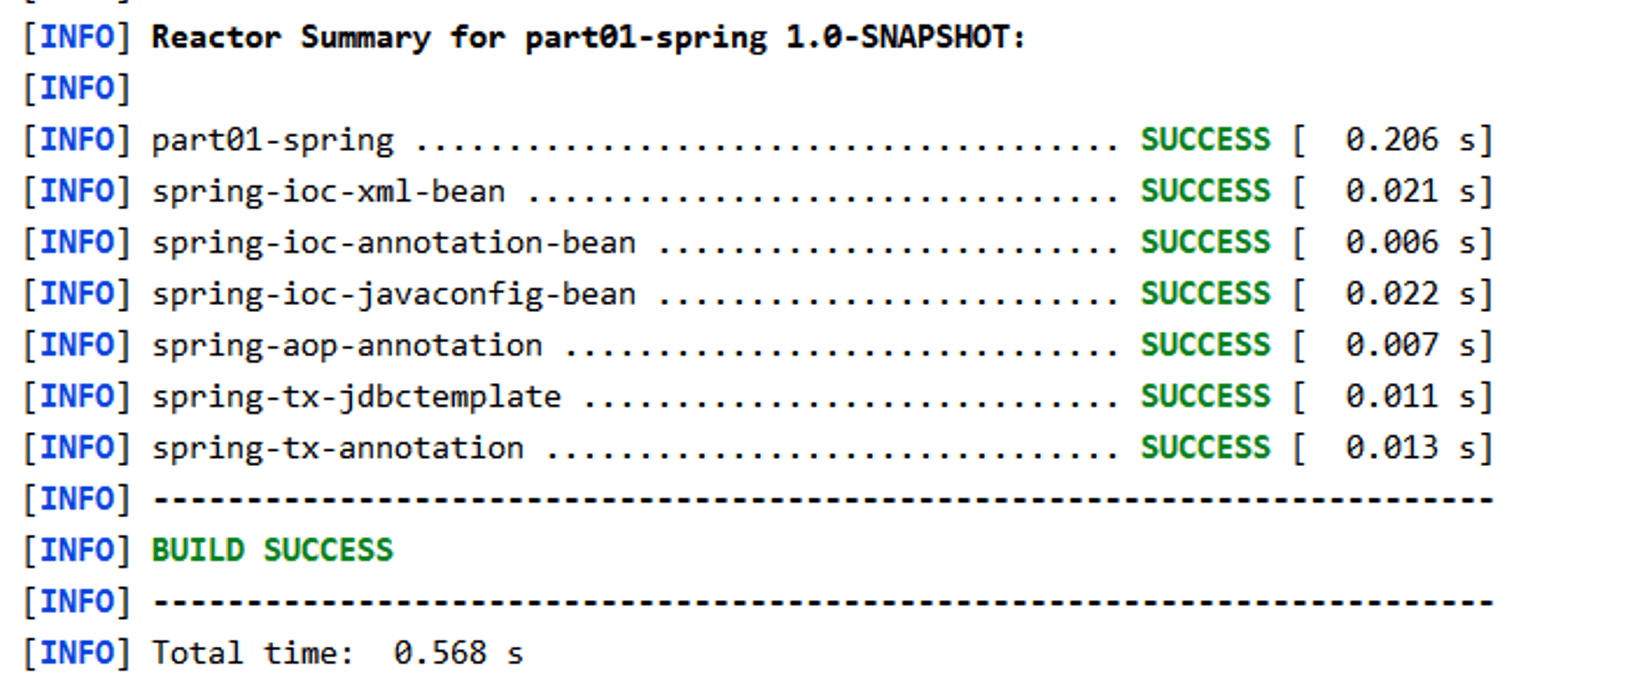 [INFO] Reactor Summary for part01-spring 1.0-SNAPSHOT:
[INFO]
[INFO] part01-spring ...................................... SUCCESS [  0.206 s]
[INFO] spring-ioc-xml-bean ................................ SUCCESS [  0.021 s]
[INFO] spring-ioc-annotation-bean ......................... SUCCESS [  0.006 s]
[INFO] spring-ioc-javaconfig-bean ......................... SUCCESS [  0.022 s]
[INFO] spring-aop-annotation .............................. SUCCESS [  0.007 s]
[INFO] spring-tx-jdbctemplate ............................. SUCCESS [  0.011 s]
[INFO] spring-tx-annotation ............................... SUCCESS [  0.013 s]
[INFO] ------------------------------------------------------------------------
[INFO] BUILD SUCCESS
[INFO] ------------------------------------------------------------------------
[INFO] Total time:  0.568 s